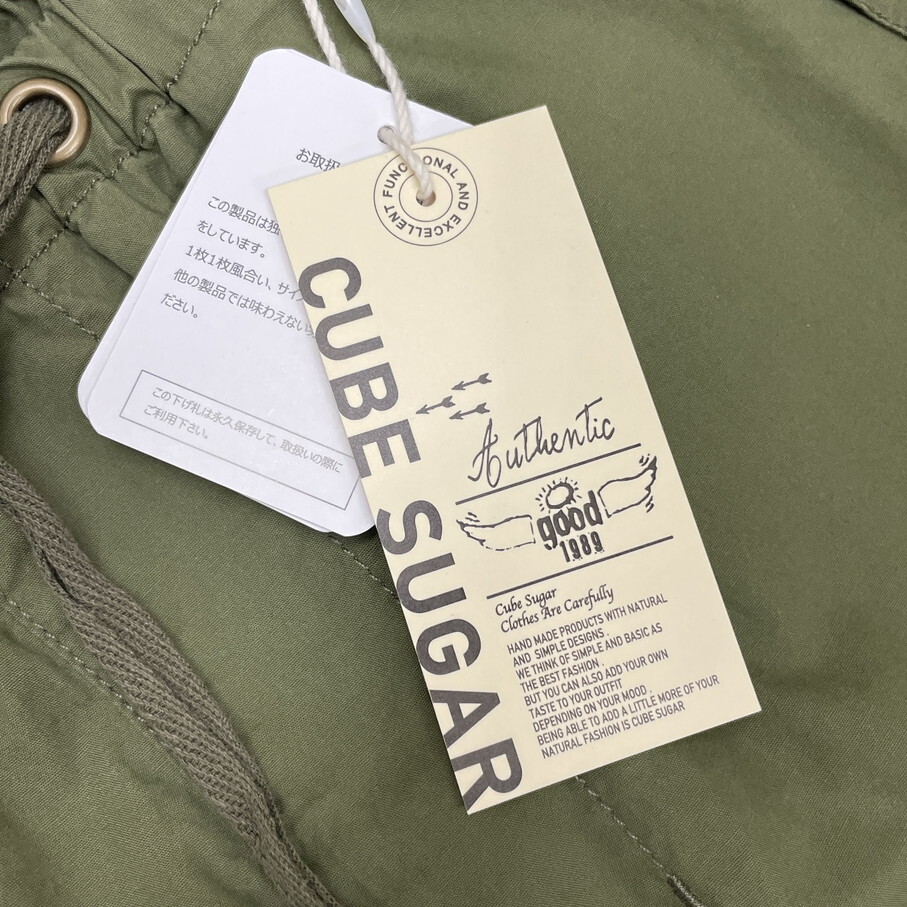 お取扱
この製品は独
をしています。
1枚1枚風合い、サイズ
他の製品では味わえない
ださい。
この下げ札は永久保存して、取扱いの際に
ご利用下さい。
FUNCTIONAL AND EXCELLENT
CUBE SUGAR
Authentic
good
1989
Cube Sugar
Clothes Are Carefully
HAND MADE PRODUCTS WITH NATURAL
AND SIMPLE DESIGNS .
WE THINK OF SIMPLE AND BASIC AS
THE BEST FASHION .
BUT YOU CAN ALSO ADD YOUR OWN
TASTE TO YOUR OUTFIT
DEPENDING ON YOUR MOOD .
BEING ABLE TO ADD A LITTLE MORE OF YOUR
NATURAL FASHION IS CUBE SUGAR